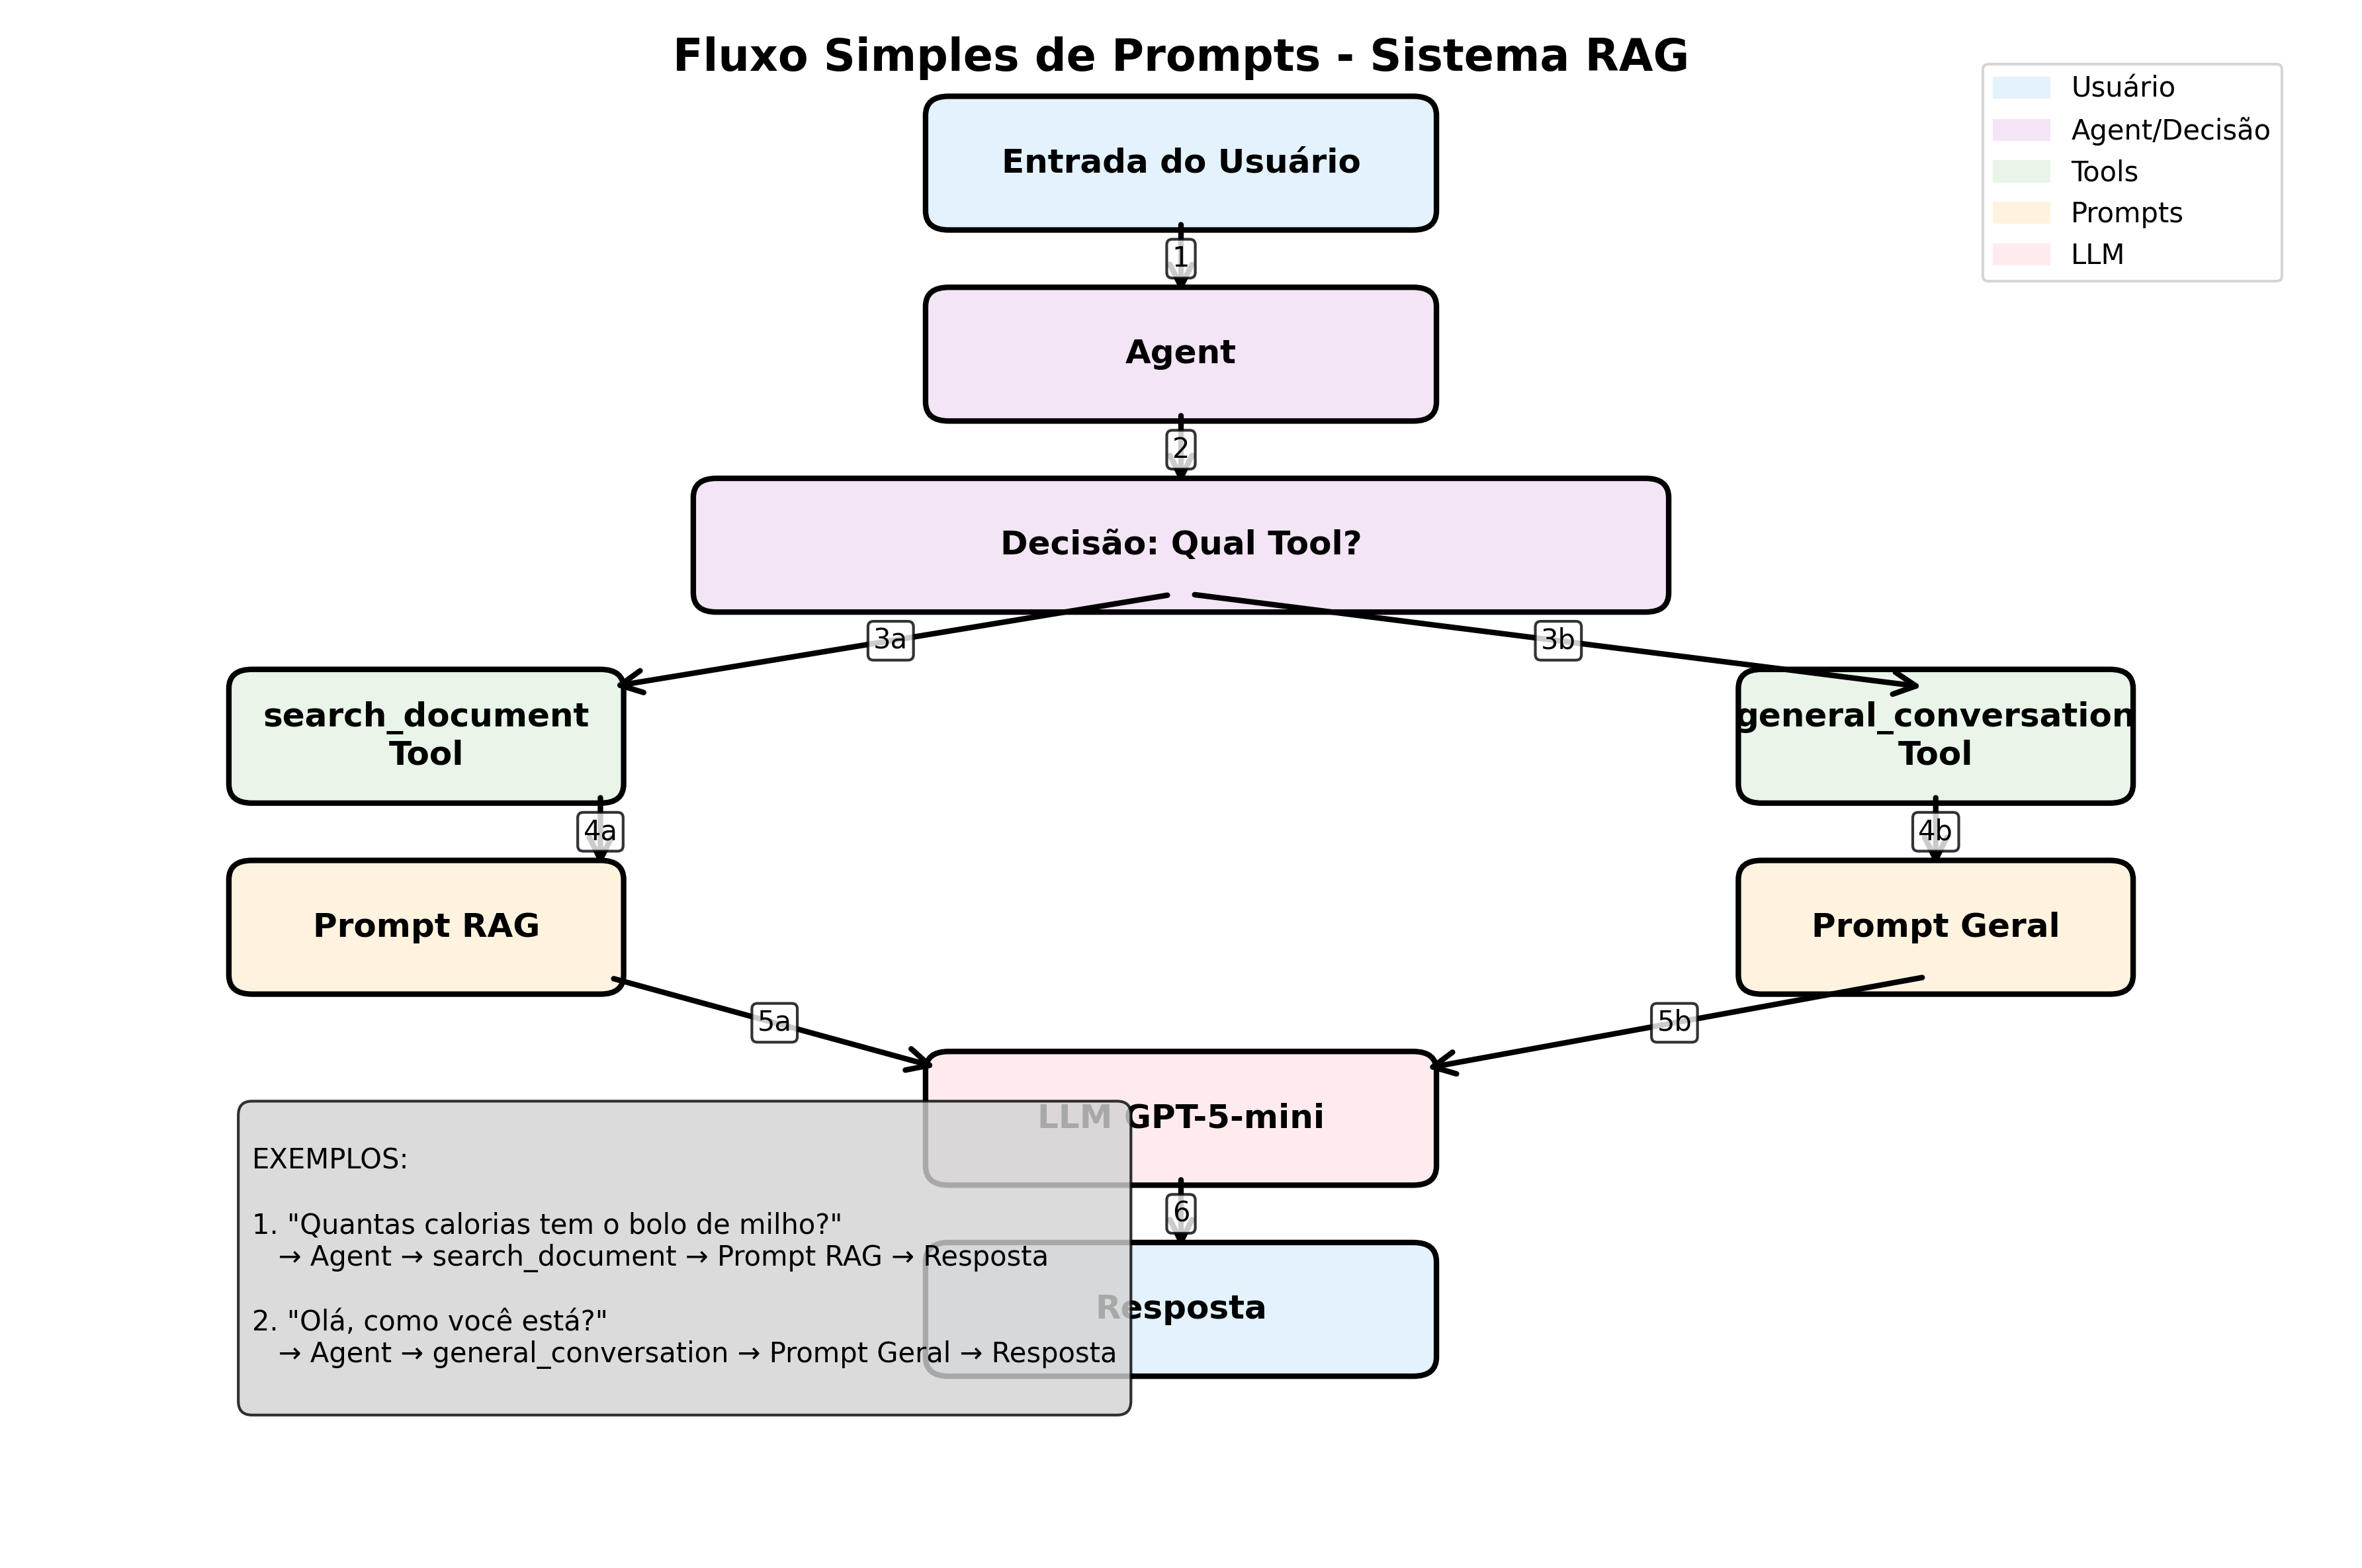 Fluxo Simples de Prompts - Sistema RAG
Usuário
Agent/Decisão
Tools
Prompts
LLM
Entrada do Usuário
1
Agent
2
Decisão: Qual Tool?
3a
3b
search_document
Tool
general_conversation
Tool
4a
4b
Prompt RAG
Prompt Geral
5a
5b
LLM GPT-5-mini
6
Resposta
EXEMPLOS:
1. "Quantas calorias tem o bolo de milho?"
→ Agent → search_document → Prompt RAG → Resposta
2. "Olá, como você está?"
→ Agent → general_conversation → Prompt Geral → Resposta